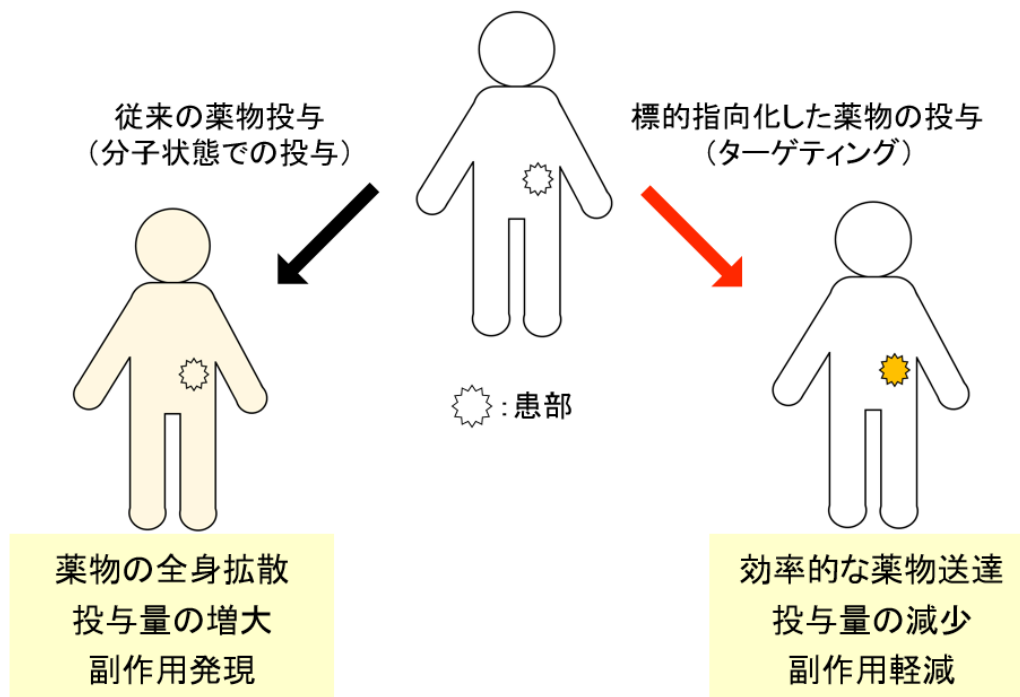 従来の薬物投与
（分子状態での投与）
標的指向化した薬物の投与
（ターゲティング）
：患部
薬物の全身拡散
投与量の増大
副作用発現
効率的な薬物送達
投与量の減少
副作用軽減